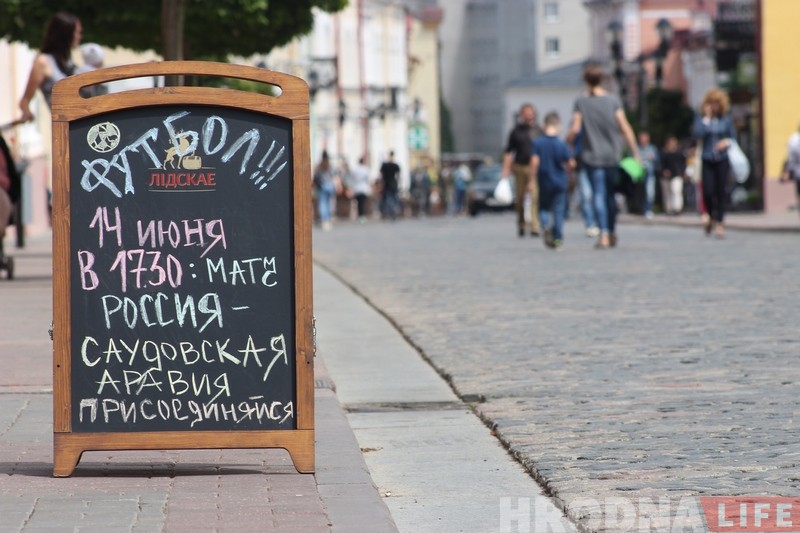 ФУТБОЛ!!!
ЛІДСКАЕ
14 ИЮНЯ
В 17.30: МАТЧ
РОССИЯ –
САУДОВСКАЯ
АРАВИЯ
ПРИСОЕДИНЯЙСЯ
HRODNA LIFE